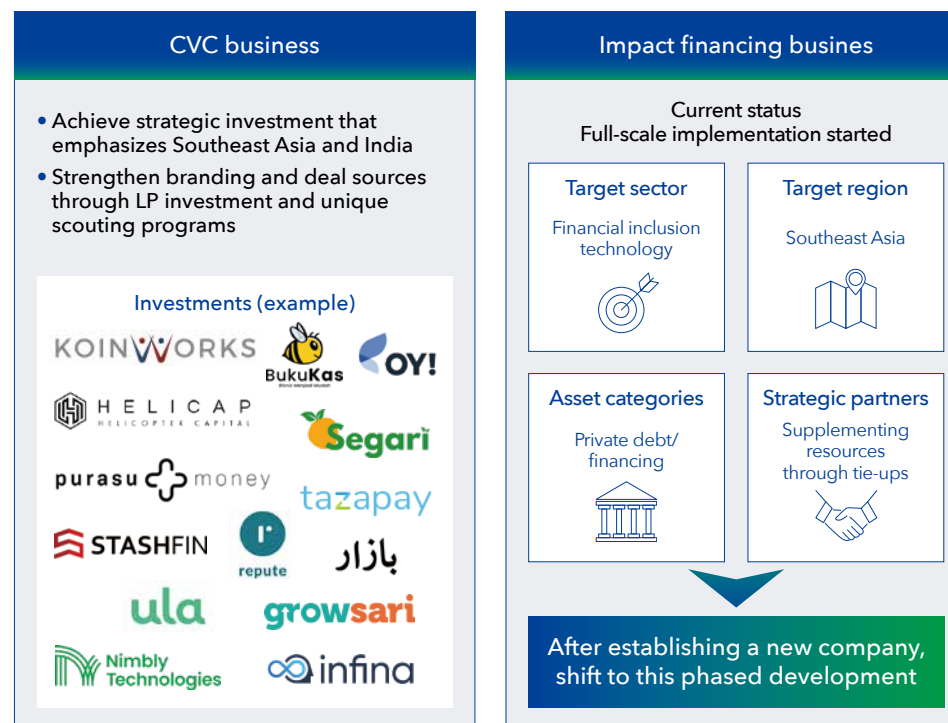 CVC business
• Achieve strategic investment that
emphasizes Southeast Asia and India
• Strengthen branding and deal sources
through LP investment and unique
scouting programs
Investments (example)
KOINWORKS
BukuKas
OY!
HELICAP
HELICOPTER CAPITAL
Segari
purasu money
tazapay
STASHFIN
repute
بازار
ula
growsari
Nimbly
Technologies
infina
Impact financing busines
Current status
Full-scale implementation started
Target sector
Financial inclusion
technology
Target region
Southeast Asia
Asset categories
Private debt/
financing
Strategic partners
Supplementing
resources
through tie-ups
After establishing a new company,
shift to this phased development